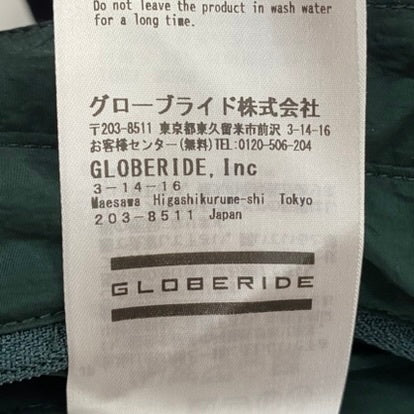 Do not leave the product in wash water
for a long time.
グローブライド株式会社
〒203-8511 東京都東久留米市前沢 3-14-16
お客様センター(無料)TEL:0120-506-204
GLOBERIDE, Inc
3-14-16
Maesawa Higashikurume-shi Tokyo
203-8511 Japan
GLOBERIDE